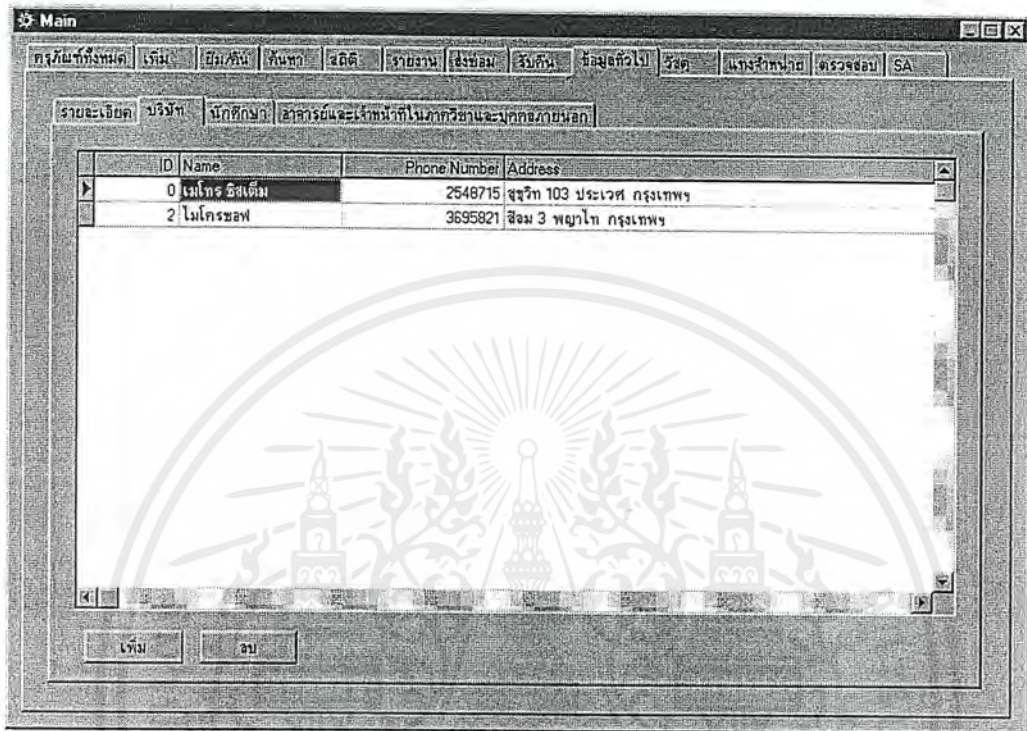 Main
ครุภัณฑ์ทั้งหมด เพิ่ม ยืม/คืน ค้นหา สถิติ รายงาน ส่งซ่อม รับคืน ข้อมูลทั่วไป วัสดุ แทงจำหน่าย ตรวจสอบ SA
รายละเอียด บริษัท นักศึกษา อาจารย์และเจ้าหน้าที่ในภาควิชาและบุคคลภายนอก
ID Name Phone Number Address
0 เมโทร ซิสเต็ม 2548715 สุขุวิท 103 ประเวศ กรุงเทพฯ
2 ไมโครซอฟ 3695821 สีลม 3 พญาไท กรุงเทพฯ
เพิ่ม ลบ